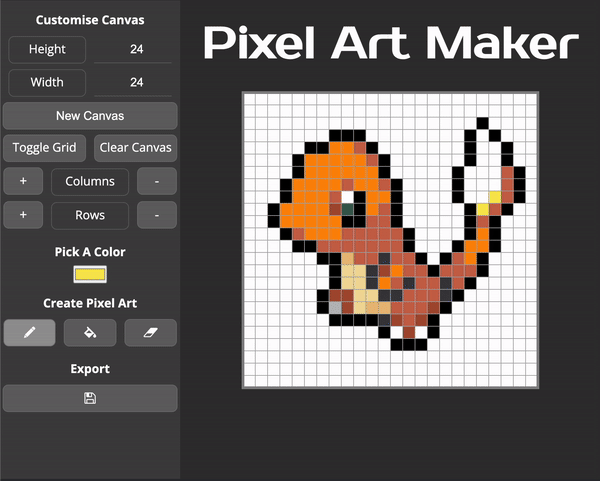 Customise Canvas
Pixel Art Maker
Height 24
Width 24
New Canvas
Toggle Grid Clear Canvas
+ Columns -
+ Rows -
Pick A Color
Create Pixel Art
Export